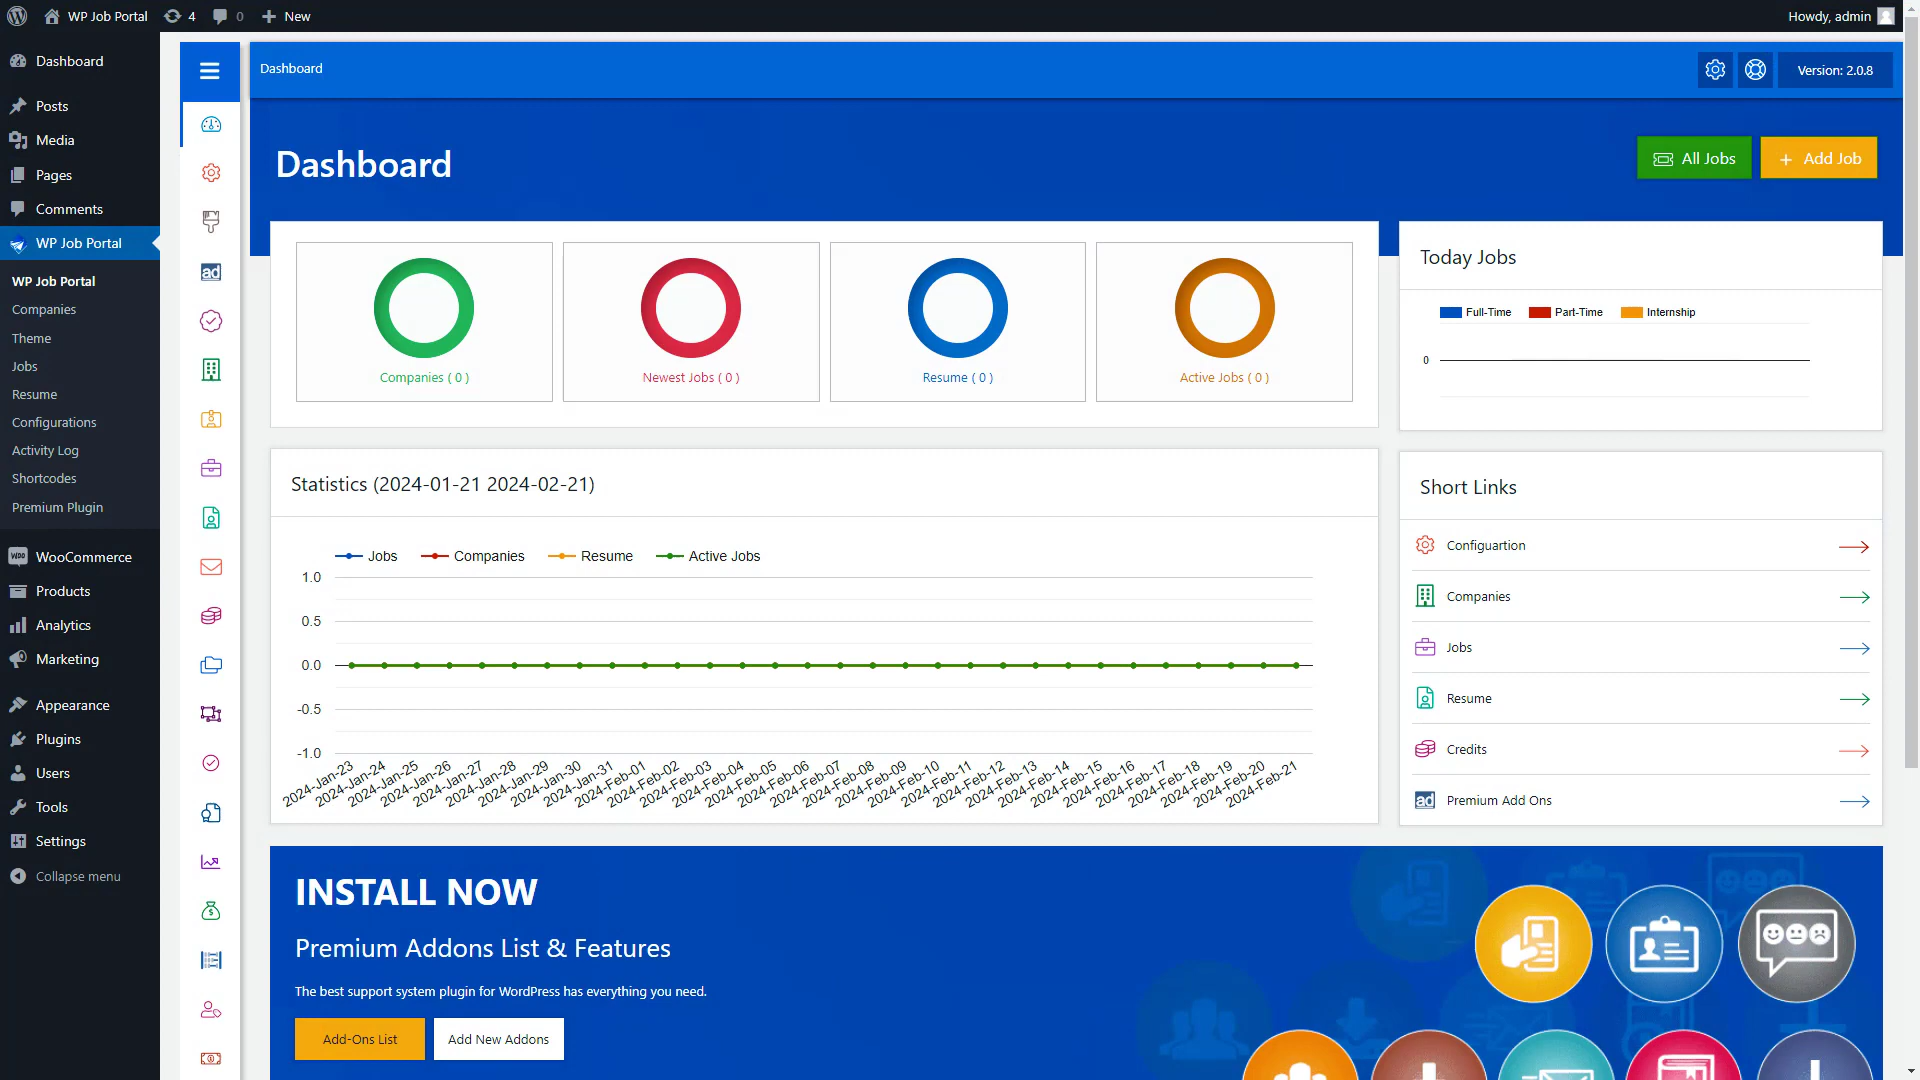 WP Job Portal
4
0
New
Howdy, admin
Dashboard
Posts
Media
Pages
Comments
WP Job Portal
WP Job Portal
Companies
Theme
Jobs
Resume
Configurations
Activity Log
Shortcodes
Premium Plugin
WOO
WooCommerce
Products
Analytics
Marketing
Appearance
Plugins
Users
Tools
Settings
Collapse menu
ad
Dashboard
Version: 2.0.8
Dashboard
All Jobs
Add Job
Companies ( 0 )
Newest Jobs ( 0 )
Resume ( 0 )
Active Jobs ( 0 )
Today Jobs
Full-Time
Part-Time
Internship
0
Statistics (2024-01-21 2024-02-21)
Jobs
Companies
Resume
Active Jobs
1.0
0.5
0.0
-0.5
-1.0
2024-Jan-23
2024-Jan-24
2024-Jan-25
2024-Jan-26
2024-Jan-27
2024-Jan-28
2024-Jan-29
2024-Jan-30
2024-Jan-31
2024-Feb-01
2024-Feb-02
2024-Feb-03
2024-Feb-04
2024-Feb-05
2024-Feb-06
2024-Feb-07
2024-Feb-08
2024-Feb-09
2024-Feb-10
2024-Feb-11
2024-Feb-12
2024-Feb-13
2024-Feb-14
2024-Feb-15
2024-Feb-16
2024-Feb-17
2024-Feb-18
2024-Feb-19
2024-Feb-20
2024-Feb-21
Short Links
Configuartion
Companies
Jobs
Resume
Credits
ad
Premium Add Ons
INSTALL NOW
Premium Addons List & Features
The best support system plugin for WordPress has everything you need.
Add-Ons List
Add New Addons